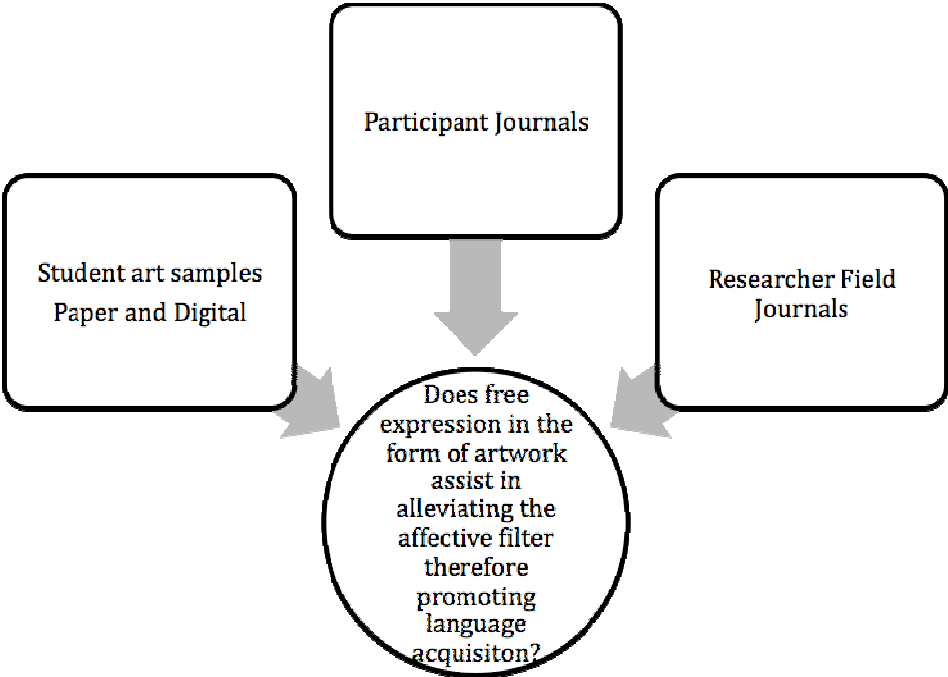 Participant Journals
Student art samples
Paper and Digital
Researcher Field
Journals
Does free
expression in the
form of artwork
assist in
alleviating the
affective filter
therefore
promoting
language
acquisiton?